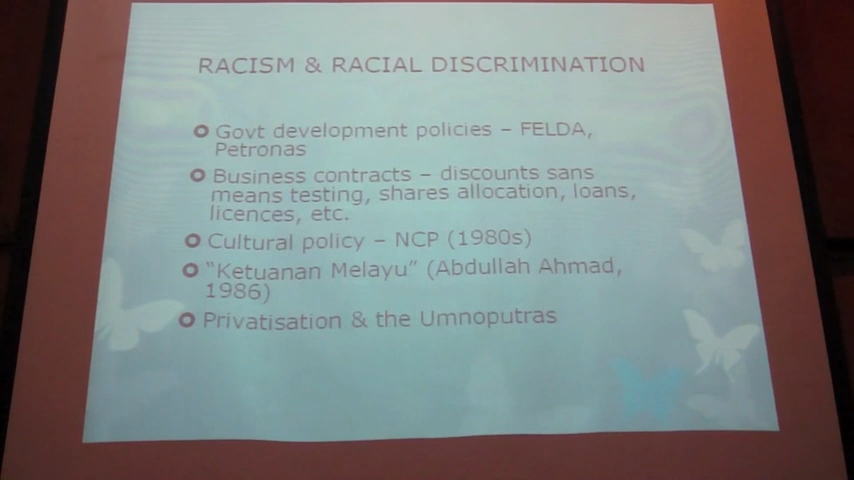 RACISM & RACIAL DISCRIMINATION
Govt development policies – FELDA,
Petronas
Business contracts – discounts sans
means testing, shares allocation, loans,
licences, etc.
Cultural policy – NCP (1980s)
“Ketuanan Melayu” (Abdullah Ahmad,
1986)
Privatisation & the Umnoputras